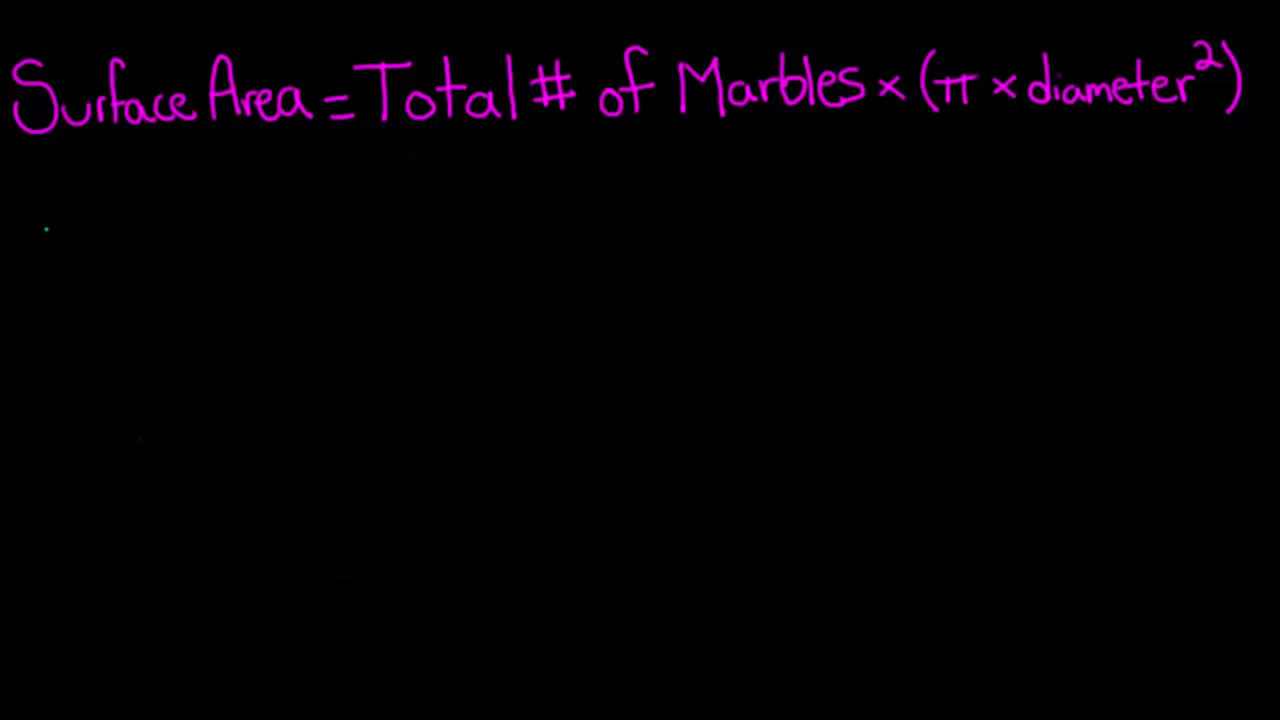 Surface Area = Total # of Marbles × (π × diameter²)